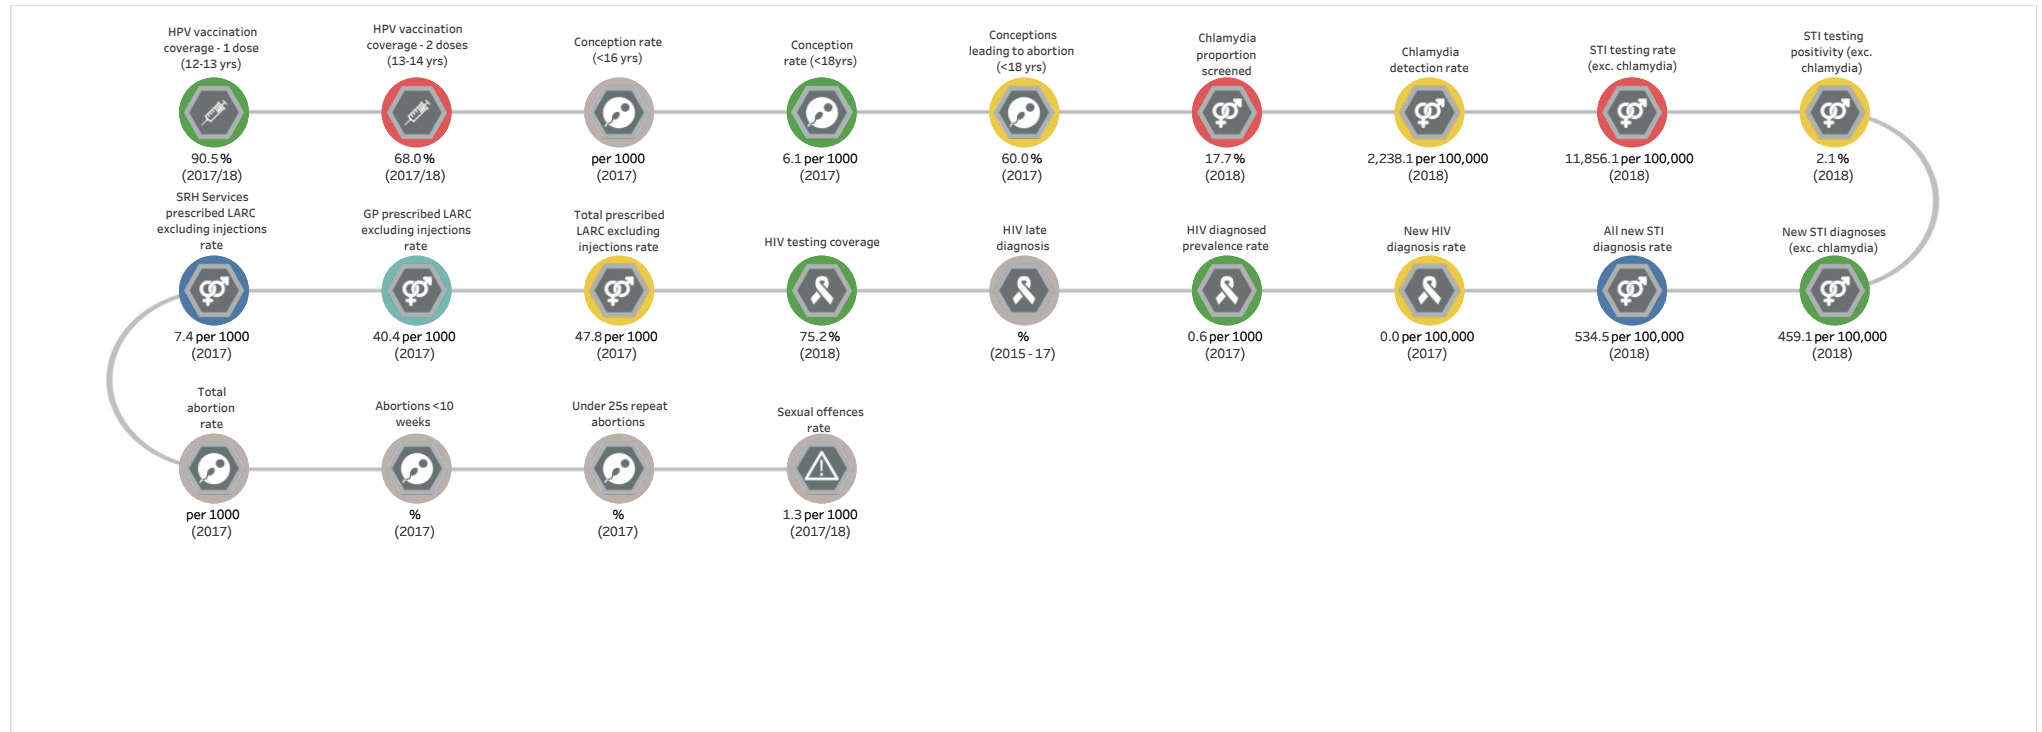 HPV vaccination
coverage - 1 dose
(12-13 yrs)
90.5 %
(2017/18)
HPV vaccination
coverage - 2 doses
(13-14 yrs)
68.0 %
(2017/18)
Conception rate
(<16 yrs)
per 1000
(2017)
Conception
rate (<18yrs)
6.1 per 1000
(2017)
Conceptions
leading to abortion
(<18 yrs)
60.0 %
(2017)
Chlamydia
proportion
screened
17.7 %
(2018)
Chlamydia
detection rate
2,238.1 per 100,000
(2018)
STI testing rate
(exc. chlamydia)
11,856.1 per 100,000
(2018)
STI testing
positivity (exc.
chlamydia)
2.1 %
(2018)
SRH Services
prescribed LARC
excluding injections
rate
7.4 per 1000
(2017)
GP prescribed LARC
excluding injections
rate
40.4 per 1000
(2017)
Total prescribed
LARC excluding
injections rate
47.8 per 1000
(2017)
HIV testing coverage
75.2 %
(2018)
HIV late
diagnosis
%
(2015 - 17)
HIV diagnosed
prevalence rate
0.6 per 1000
(2017)
New HIV
diagnosis rate
0.0 per 100,000
(2017)
All new STI
diagnosis rate
534.5 per 100,000
(2018)
New STI diagnoses
(exc. chlamydia)
459.1 per 100,000
(2018)
Total
abortion
rate
per 1000
(2017)
Abortions <10
weeks
%
(2017)
Under 25s repeat
abortions
%
(2017)
Sexual offences
rate
1.3 per 1000
(2017/18)